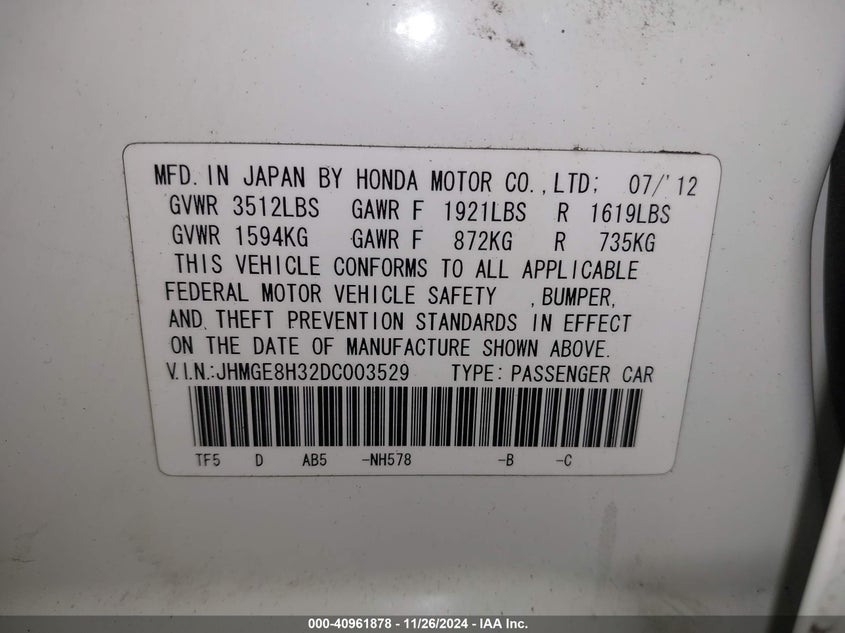 MFD. IN JAPAN BY HONDA MOTOR CO.,LTD; 07/'12
GVWR 3512LBS GAWR F 1921LBS R 1619LBS
GVWR 1594KG GAWR F 872KG R 735KG
THIS VEHICLE CONFORMS TO ALL APPLICABLE
FEDERAL MOTOR VEHICLE SAFETY ,BUMPER,
AND THEFT PREVENTION STANDARDS IN EFFECT
ON THE DATE OF MANUFACTURE SHOWN ABOVE.
V.I.N.:JHMGE8H32DC003529 TYPE: PASSENGER CAR
TF5 D AB5 -NH578 -B -C
000-40961878 - 11/26/2024 - IAA Inc.